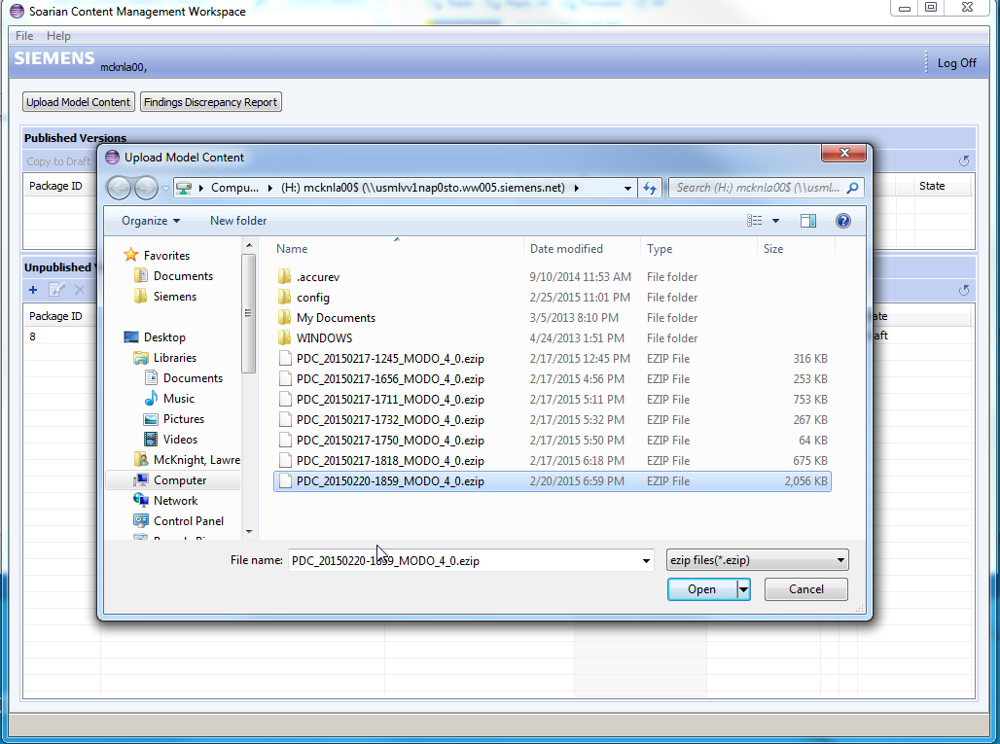 Soarian Content Management Workspace
File Help
SIEMENS mcknla00, Log Off
Upload Model Content Findings Discrepancy Report
Published Versions
Copy to Draft
Package ID State
Unpublished
Package ID
8
Upload Model Content
Compu... (H:) mcknla00$ (\\usmlvv1nap0sto.ww005.siemens.net) Search (H:) mcknla00$ (\\usml...
Organize New folder
Favorites
Documents
Siemens
Desktop
Libraries
Documents
Music
Pictures
Videos
McKnight, Lawre
Computer
Network
Control Panel
Name Date modified Type Size
.accurev 9/10/2014 11:53 AM File folder
config 2/25/2015 11:01 PM File folder
My Documents 3/5/2013 8:10 PM File folder
WINDOWS 4/24/2013 1:51 PM File folder
PDC_20150217-1245_MODO_4_0.ezip 2/17/2015 12:45 PM EZIP File 316 KB
PDC_20150217-1656_MODO_4_0.ezip 2/17/2015 4:56 PM EZIP File 253 KB
PDC_20150217-1711_MODO_4_0.ezip 2/17/2015 5:11 PM EZIP File 753 KB
PDC_20150217-1732_MODO_4_0.ezip 2/17/2015 5:32 PM EZIP File 267 KB
PDC_20150217-1750_MODO_4_0.ezip 2/17/2015 5:50 PM EZIP File 64 KB
PDC_20150217-1818_MODO_4_0.ezip 2/17/2015 6:18 PM EZIP File 675 KB
PDC_20150220-1859_MODO_4_0.ezip 2/20/2015 6:59 PM EZIP File 2,056 KB
File name: PDC_20150220-1859_MODO_4_0.ezip ezip files(*.ezip)
Open Cancel